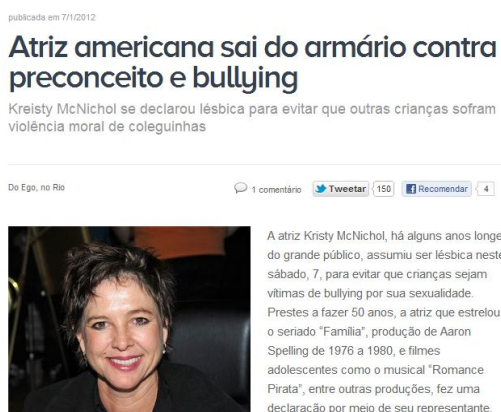 publicada em 7/1/2012
Atriz americana sai do armário contra
preconceito e bullying
Kreisty McNichol se declarou lésbica para evitar que outras crianças sofram
violência moral de coleguinhas
Do Ego, no Rio
1 comentário Tweetar 150 Recomendar 4
A atriz Kristy McNichol, há alguns anos longe
do grande público, assumiu ser lésbica neste
sábado, 7, para evitar que crianças sejam
vítimas de bullying por sua sexualidade.
Prestes a fazer 50 anos, a atriz que estrelou
o seriado "Família", produção de Aaron
Spelling de 1976 a 1980, e filmes
adolescentes como o musical "Romance
Pirata", entre outras produções, fez uma
declaração por meio de seu representante,